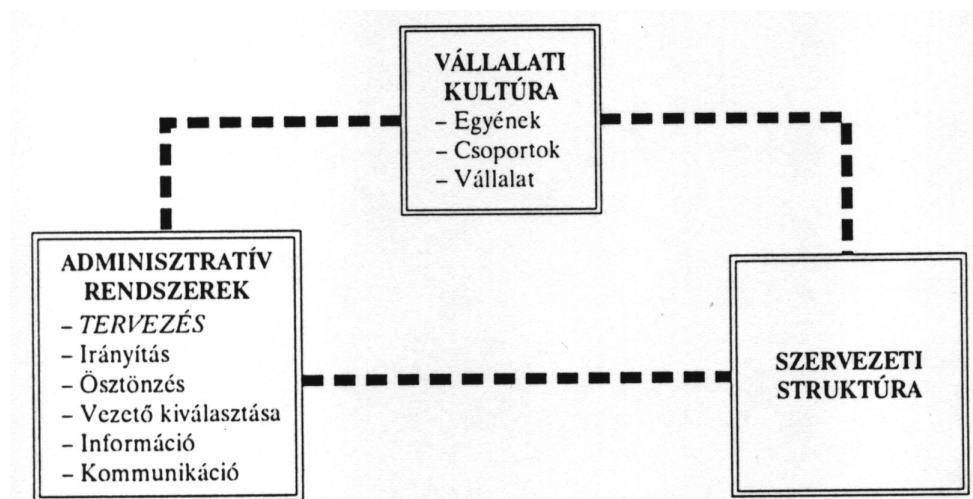 VÁLLALATI
KULTÚRA
– Egyének
– Csoportok
– Vállalat
ADMINISZTRATÍV
RENDSZEREK
– TERVEZÉS
– Irányítás
– Ösztönzés
– Vezető kiválasztása
– Információ
– Kommunikáció
SZERVEZETI
STRUKTÚRA